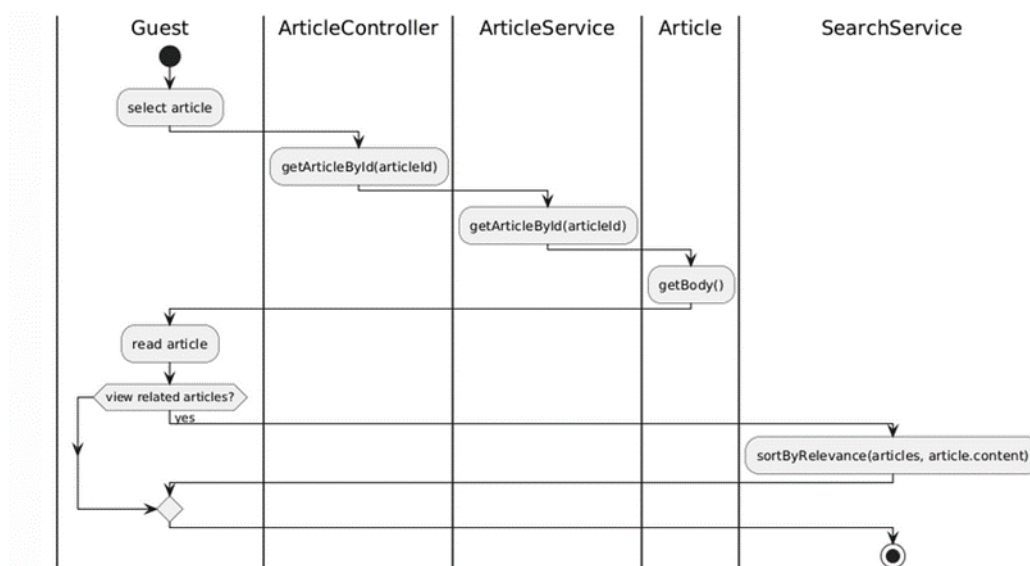 Guest
ArticleController
ArticleService
Article
SearchService
select article
getArticleById(articleId)
getArticleById(articleId)
getBody()
read article
view related articles?
yes
sortByRelevance(articles, article.content)